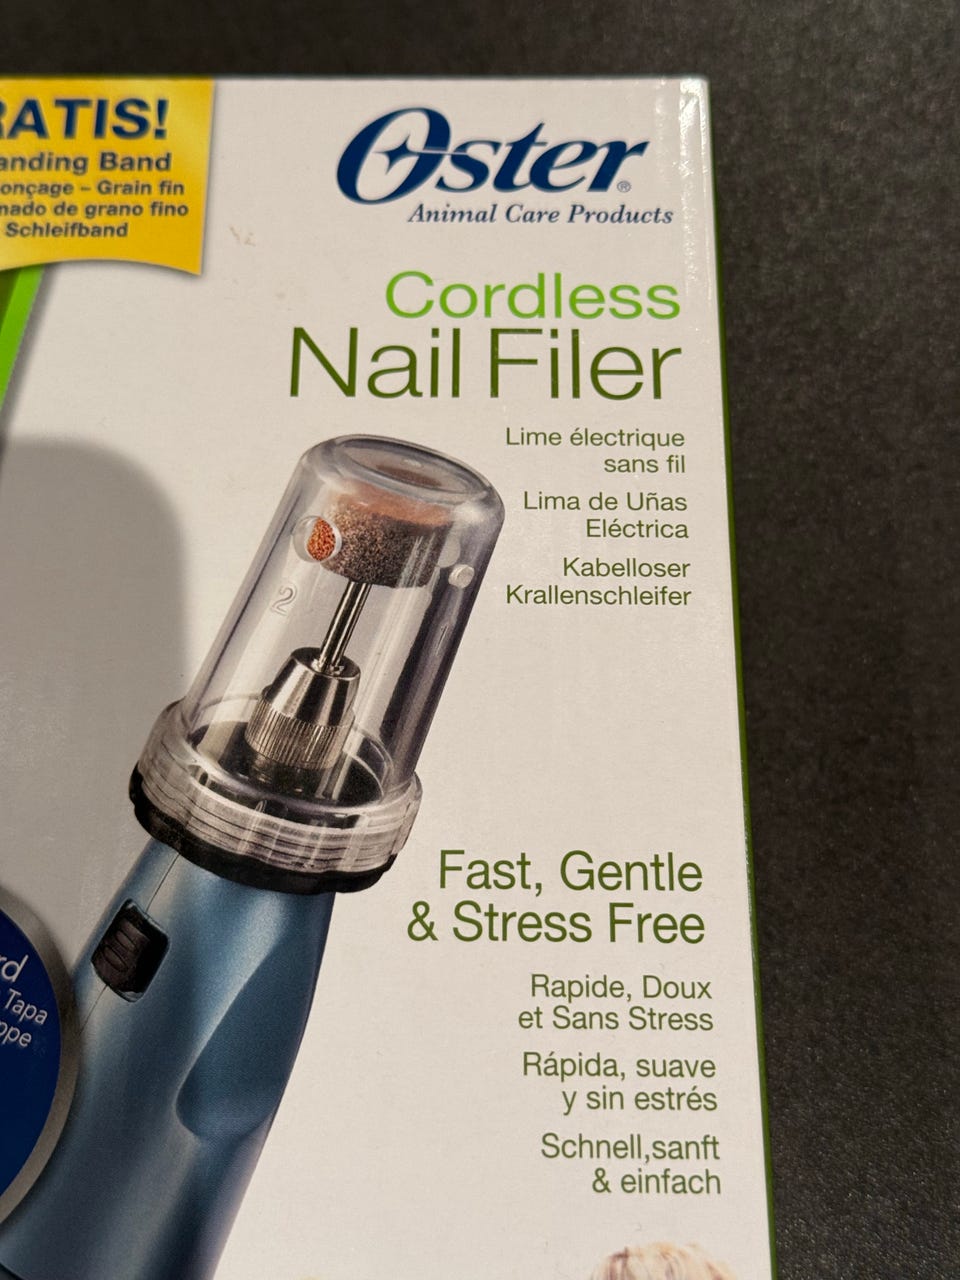 RATIS!
anding Band
onçage – Grain fin
nado de grano fino
Schleifband
Oster®
Animal Care Products
Cordless
Nail Filer
Lime électrique
sans fil
Lima de Uñas
Eléctrica
Kabelloser
Krallenschleifer
2
1
Fast, Gentle
& Stress Free
Rapide, Doux
et Sans Stress
Rápida, suave
y sin estrés
Schnell,sanft
& einfach
rd
Tapa
ppe